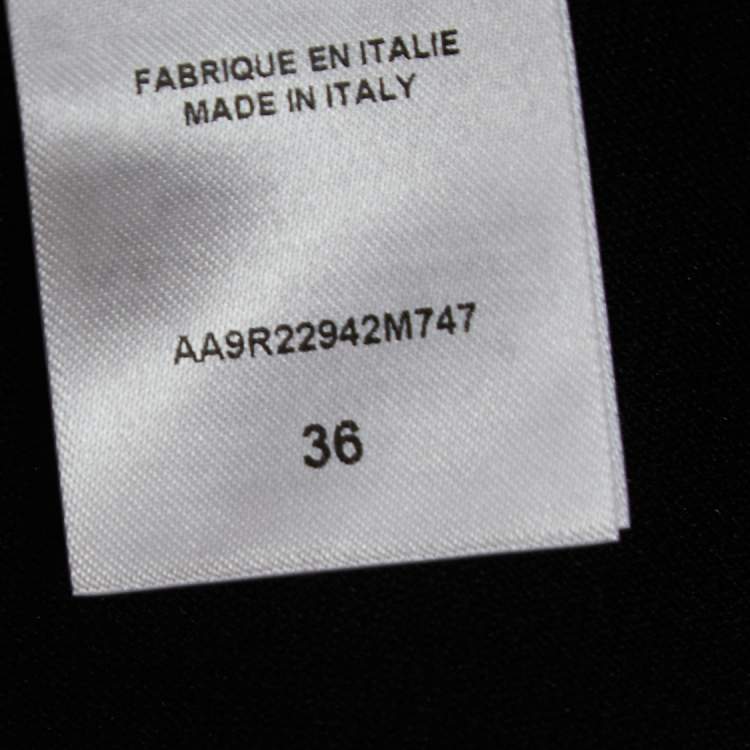 FABRIQUE EN ITALIE
MADE IN ITALY
AA9R22942M747
36